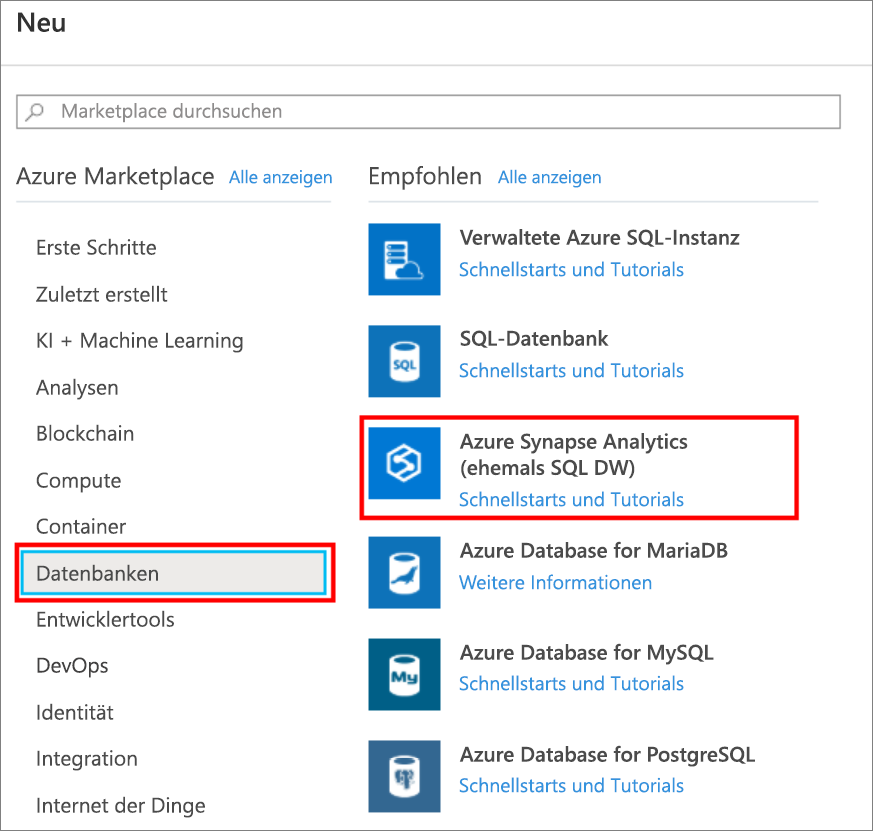 Neu
Marketplace durchsuchen
Azure Marketplace Alle anzeigen
Erste Schritte
Zuletzt erstellt
KI + Machine Learning
Analysen
Blockchain
Compute
Container
Datenbanken
Entwicklertools
DevOps
Identität
Integration
Internet der Dinge
Empfohlen Alle anzeigen
Verwaltete Azure SQL-Instanz
Schnellstarts und Tutorials
SQL
SQL-Datenbank
Schnellstarts und Tutorials
Azure Synapse Analytics
(ehemals SQL DW)
Schnellstarts und Tutorials
Azure Database for MariaDB
Weitere Informationen
My
Azure Database for MySQL
Schnellstarts und Tutorials
Azure Database for PostgreSQL
Schnellstarts und Tutorials